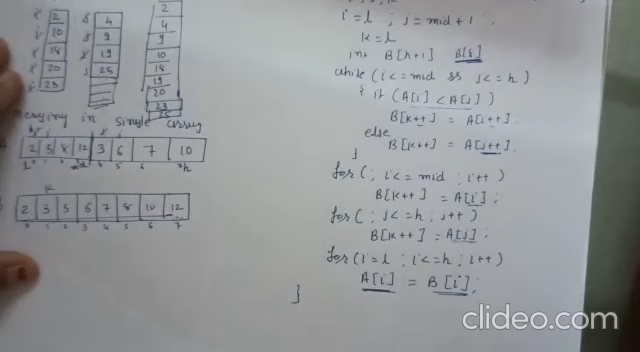 2
10
18
20
23
4
9
19
25
2
4
9
10
18
19
20
23
25
merging in single array
2 5 8 12 3 6 7 10
K
2 3 5 6 7 8 10 12
0 1 2 3 4 5 6 7
i = l ; j = mid + 1 ;
K = l
int B[h+1] B[8]
while (i <= mid && j <= h)
{ if (A[i] < A[j])
B[k++] = A[i++].
else
B[k++] = A[j++].
}
for( ; i <= mid ; i++)
B[k++] = A[i];
for( ; j <= h ; j++)
B[k++] = A[j];
for(i = l ; i <= h ; i++)
A[i] = B[i];
}
clideo.com